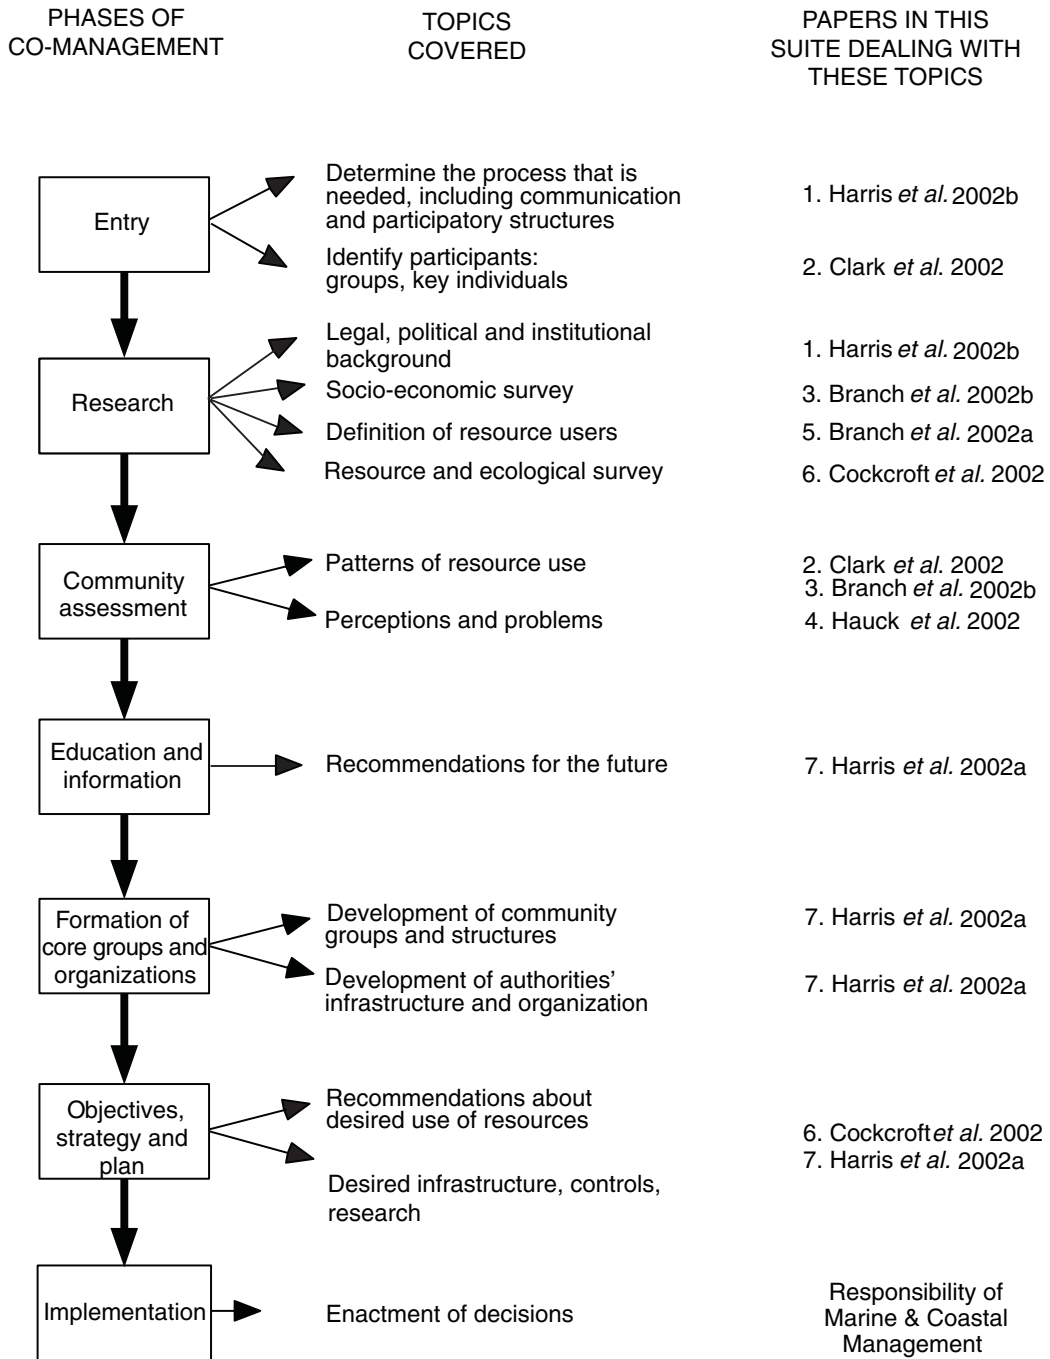 PHASES OF
CO-MANAGEMENT
TOPICS
COVERED
PAPERS IN THIS
SUITE DEALING WITH
THESE TOPICS
Entry
Determine the process that is
needed, including communication
and participatory structures
1. Harris et al. 2002b
Identify participants:
groups, key individuals
2. Clark et al. 2002
Research
Legal, political and institutional
background
1. Harris et al. 2002b
Socio-economic survey
3. Branch et al. 2002b
Definition of resource users
5. Branch et al. 2002a
Resource and ecological survey
6. Cockcroft et al. 2002
Community
assessment
Patterns of resource use
2. Clark et al. 2002
3. Branch et al. 2002b
Perceptions and problems
4. Hauck et al. 2002
Education and
information
Recommendations for the future
7. Harris et al. 2002a
Formation of
core groups and
organizations
Development of community
groups and structures
7. Harris et al. 2002a
Development of authorities'
infrastructure and organization
7. Harris et al. 2002a
Objectives,
strategy and
plan
Recommendations about
desired use of resources
6. Cockcroft et al. 2002
7. Harris et al. 2002a
Desired infrastructure, controls,
research
Implementation
Enactment of decisions
Responsibility of
Marine & Coastal
Management